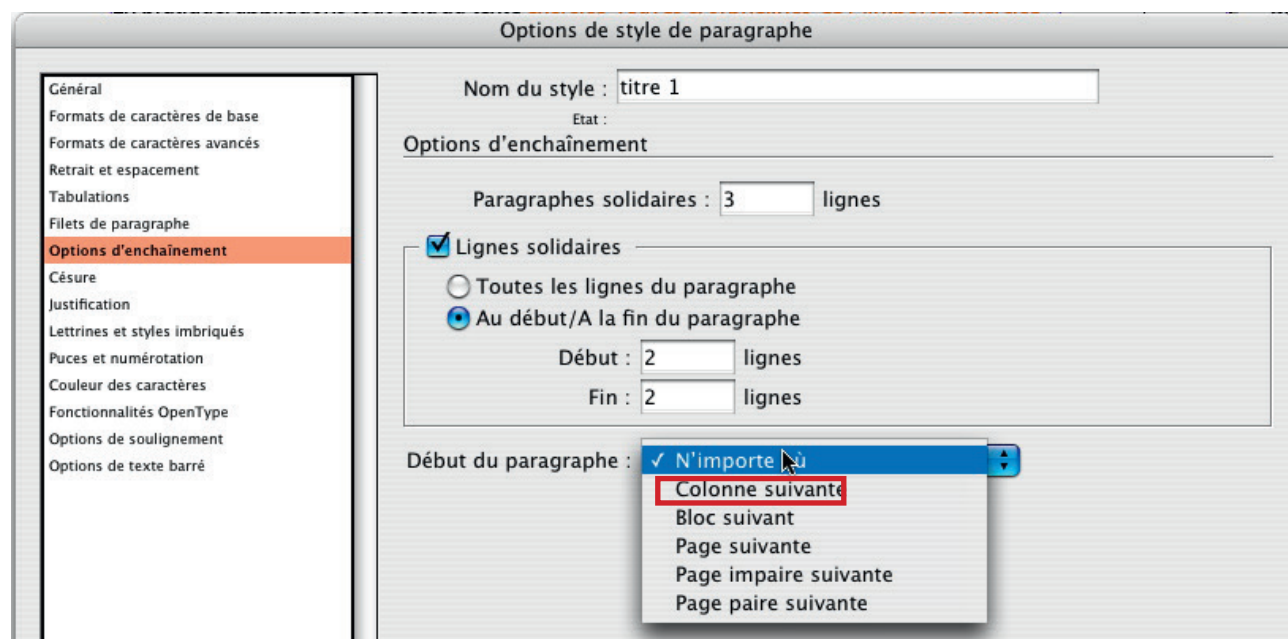 Options de style de paragraphe
Général
Formats de caractères de base
Formats de caractères avancés
Retrait et espacement
Tabulations
Filets de paragraphe
Options d'enchaînement
Césure
Justification
Lettrines et styles imbriqués
Puces et numérotation
Couleur des caractères
Fonctionnalités OpenType
Options de soulignement
Options de texte barré
Nom du style : titre 1
Etat :
Options d'enchaînement
Paragraphes solidaires : 3 lignes
Lignes solidaires
Toutes les lignes du paragraphe
Au début/A la fin du paragraphe
Début : 2 lignes
Fin : 2 lignes
Début du paragraphe : ✓ N'importe où
Colonne suivante
Bloc suivant
Page suivante
Page impaire suivante
Page paire suivante